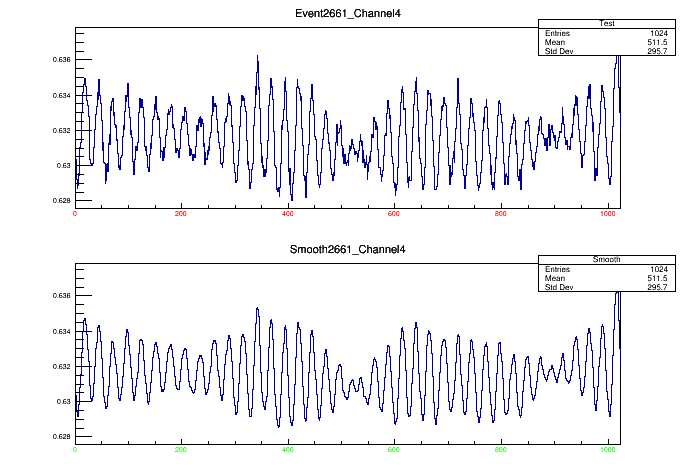 Event2661_Channel4
Test
Entries 1024
Mean 511.5
Std Dev 295.7
0.636
0.634
0.632
0.63
0.628
0 200 400 600 800 1000
Smooth2661_Channel4
Smooth
Entries 1024
Mean 511.5
Std Dev 295.7
0.636
0.634
0.632
0.63
0.628
0 200 400 600 800 1000